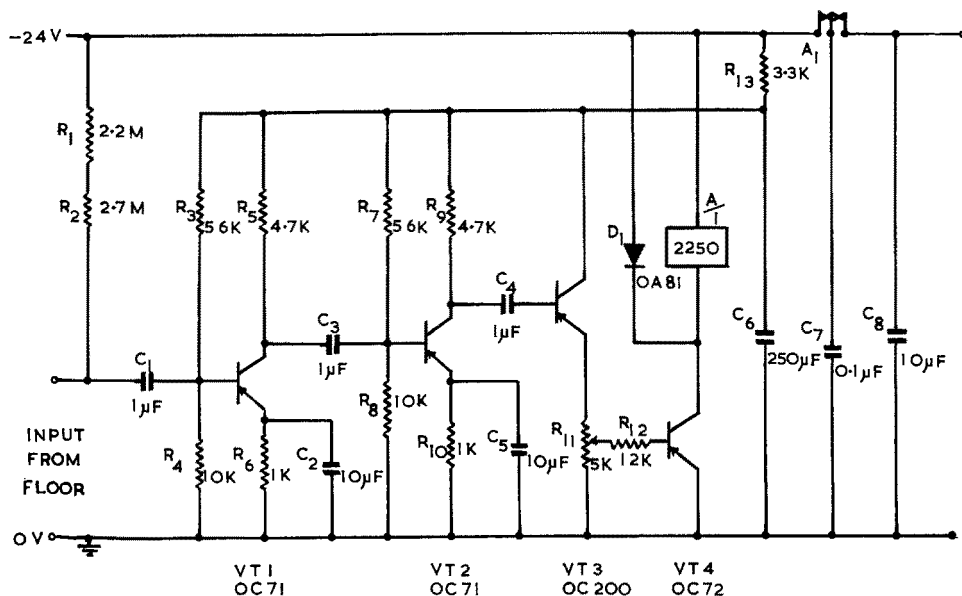 -24V
A1
R13
3·3K
R1
2·2M
R2
2·7M
R3
56K
R5
4·7K
R7
56K
R9
4·7K
D1
OA81
A/1
2250
C1
1µF
C3
1µF
C4
1µF
C6
250µF
C7
0·1µF
C8
10µF
INPUT
FROM
FLOOR
R4
10K
R6
1K
C2
10µF
R8
10K
R10
1K
C5
10µF
R11
5K
R12
12K
0V
VT1
OC71
VT2
OC71
VT3
OC200
VT4
OC72